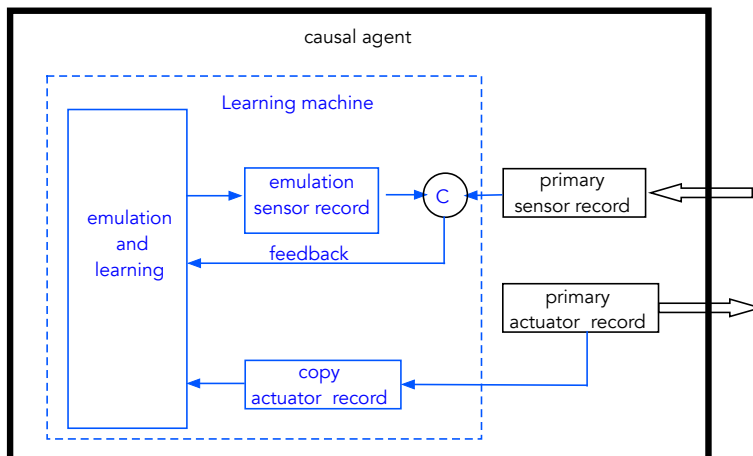 causal agent
Learning machine
emulation
sensor record
C
primary
sensor record
emulation
and
learning
feedback
primary
actuator record
copy
actuator record